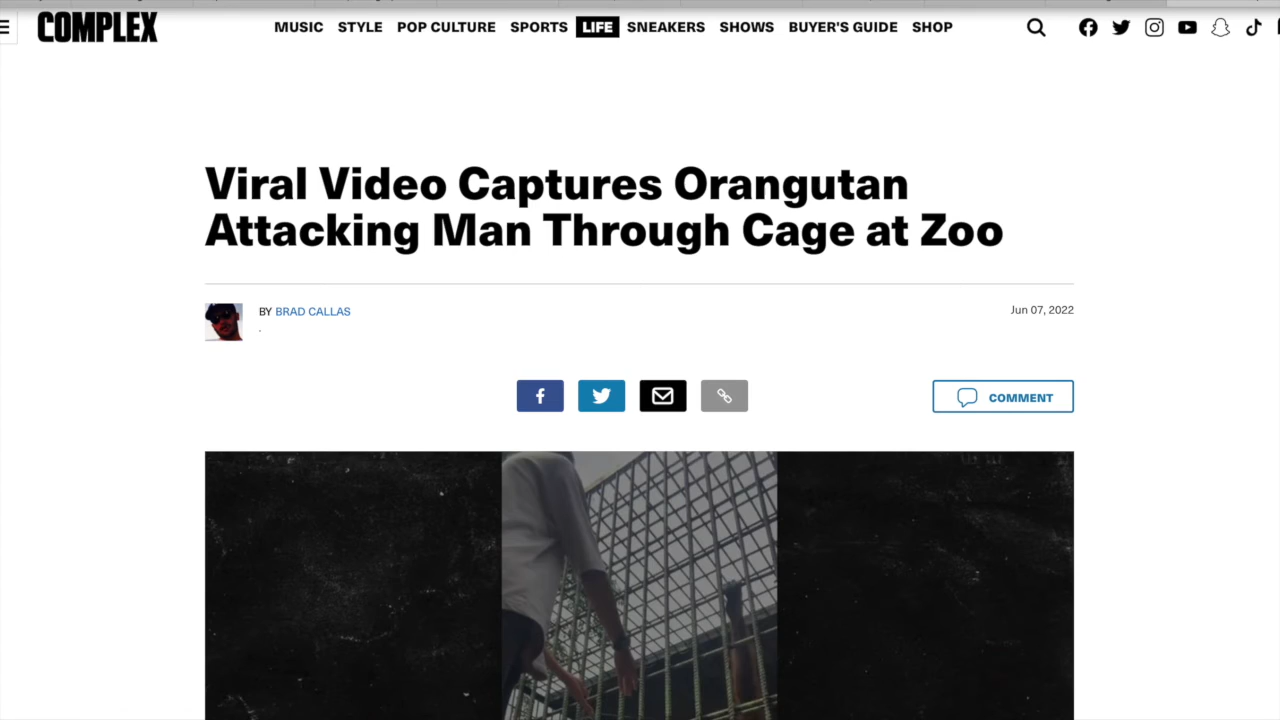 COMPLEX
MUSIC STYLE POP CULTURE SPORTS LIFE SNEAKERS SHOWS BUYER'S GUIDE SHOP
Viral Video Captures Orangutan
Attacking Man Through Cage at Zoo
BY BRAD CALLAS
.
Jun 07, 2022
COMMENT